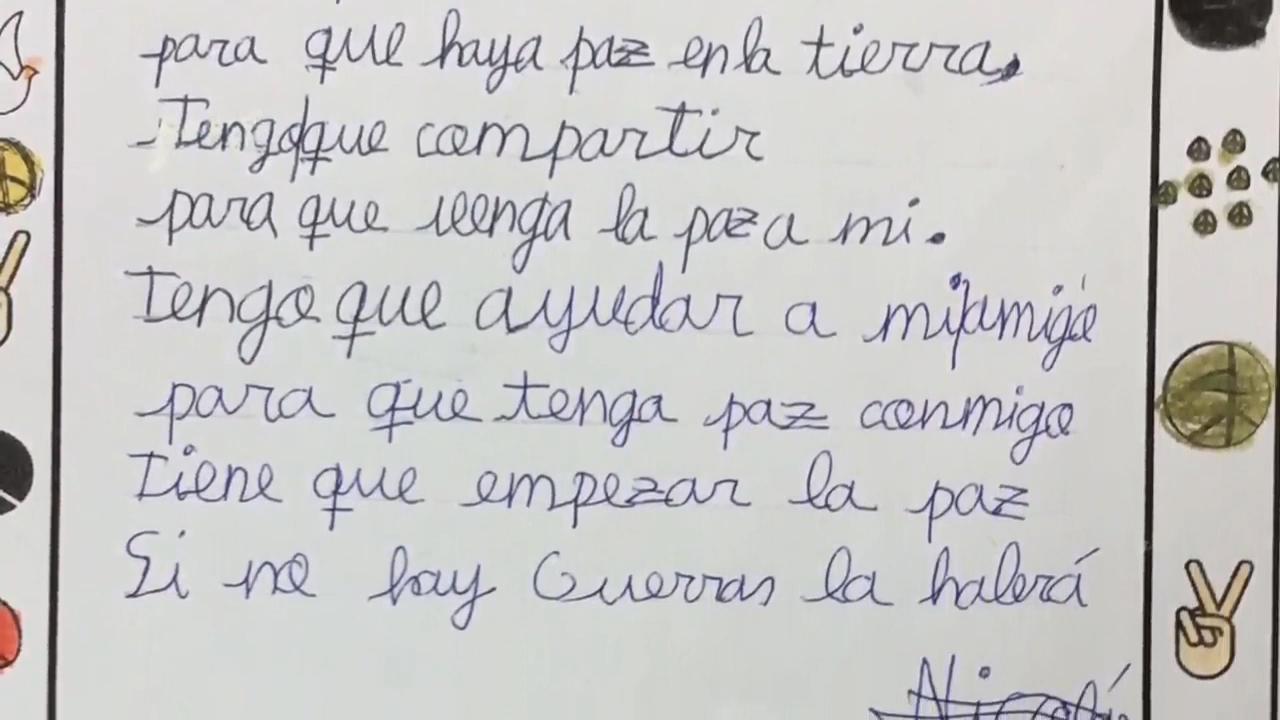 para que haya paz en la tierra,
Tengo que compartir
para que venga la paz a mi.
Tengo que ayudar a mi amigo
para que tenga paz conmigo
tiene que empezar la paz
Si no hay Guerras la haberá